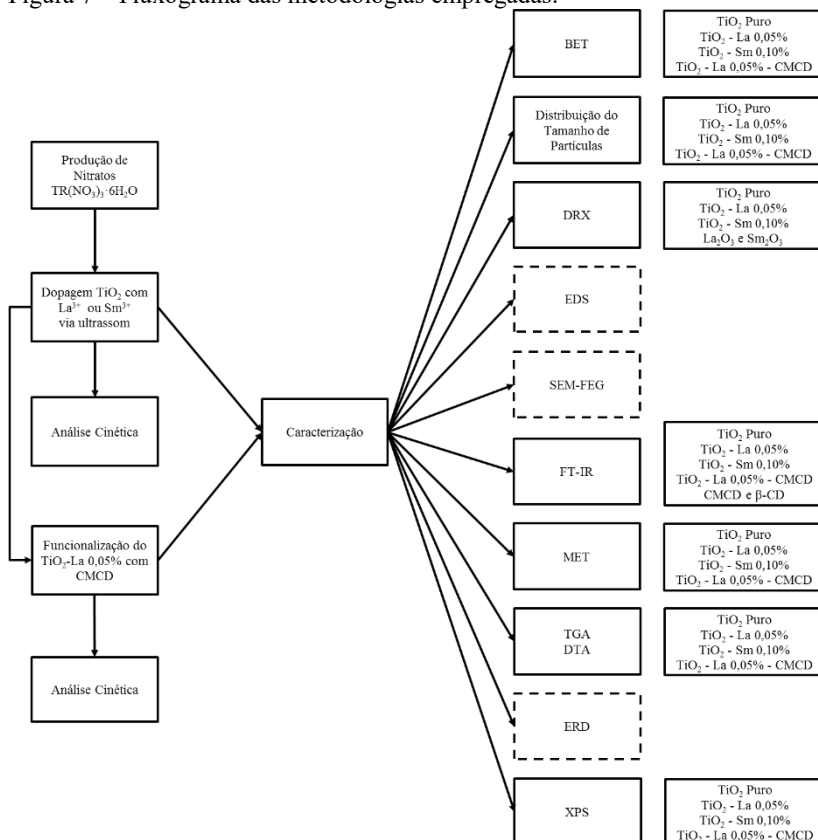 Figura 7 – Fluxograma das metodologias empregadas.
Produção de
Nitratos
TR(NO₃)₃·6H₂O
Dopagem TiO₂ com
La³⁺ ou Sm³⁺
via ultrassom
Análise Cinética
Funcionalização do
TiO₂-La 0,05% com
CMCD
Análise Cinética
Caracterização
BET
TiO₂ Puro
TiO₂ - La 0,05%
TiO₂ - Sm 0,10%
TiO₂ - La 0,05% - CMCD
Distribuição do
Tamanho de
Partículas
TiO₂ Puro
TiO₂ - La 0,05%
TiO₂ - Sm 0,10%
TiO₂ - La 0,05% - CMCD
DRX
TiO₂ Puro
TiO₂ - La 0,05%
TiO₂ - Sm 0,10%
La₂O₃ e Sm₂O₃
EDS
SEM-FEG
FT-IR
TiO₂ Puro
TiO₂ - La 0,05%
TiO₂ - Sm 0,10%
TiO₂ - La 0,05% - CMCD
CMCD e β-CD
MET
TiO₂ Puro
TiO₂ - La 0,05%
TiO₂ - Sm 0,10%
TiO₂ - La 0,05% - CMCD
TGA
DTA
TiO₂ Puro
TiO₂ - La 0,05%
TiO₂ - Sm 0,10%
TiO₂ - La 0,05% - CMCD
ERD
XPS
TiO₂ Puro
TiO₂ - La 0,05%
TiO₂ - Sm 0,10%
TiO₂ - La 0,05% - CMCD